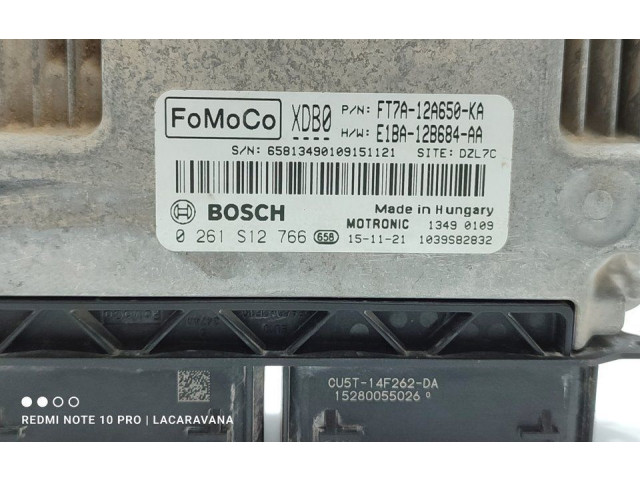 FoMoCo XDB0 P/N: FT7A-12A650-KA
H/W: E1BA-12B684-AA
S/N: 65813490109151121 SITE: DZL7C
BOSCH Made in Hungary
MOTRONIC 1349 0109
0 261 S12 766 658 15-11-21 1039S82832
CU5T-14F262-DA
15280055026 0
REDMI NOTE 10 PRO | LACARAVANA